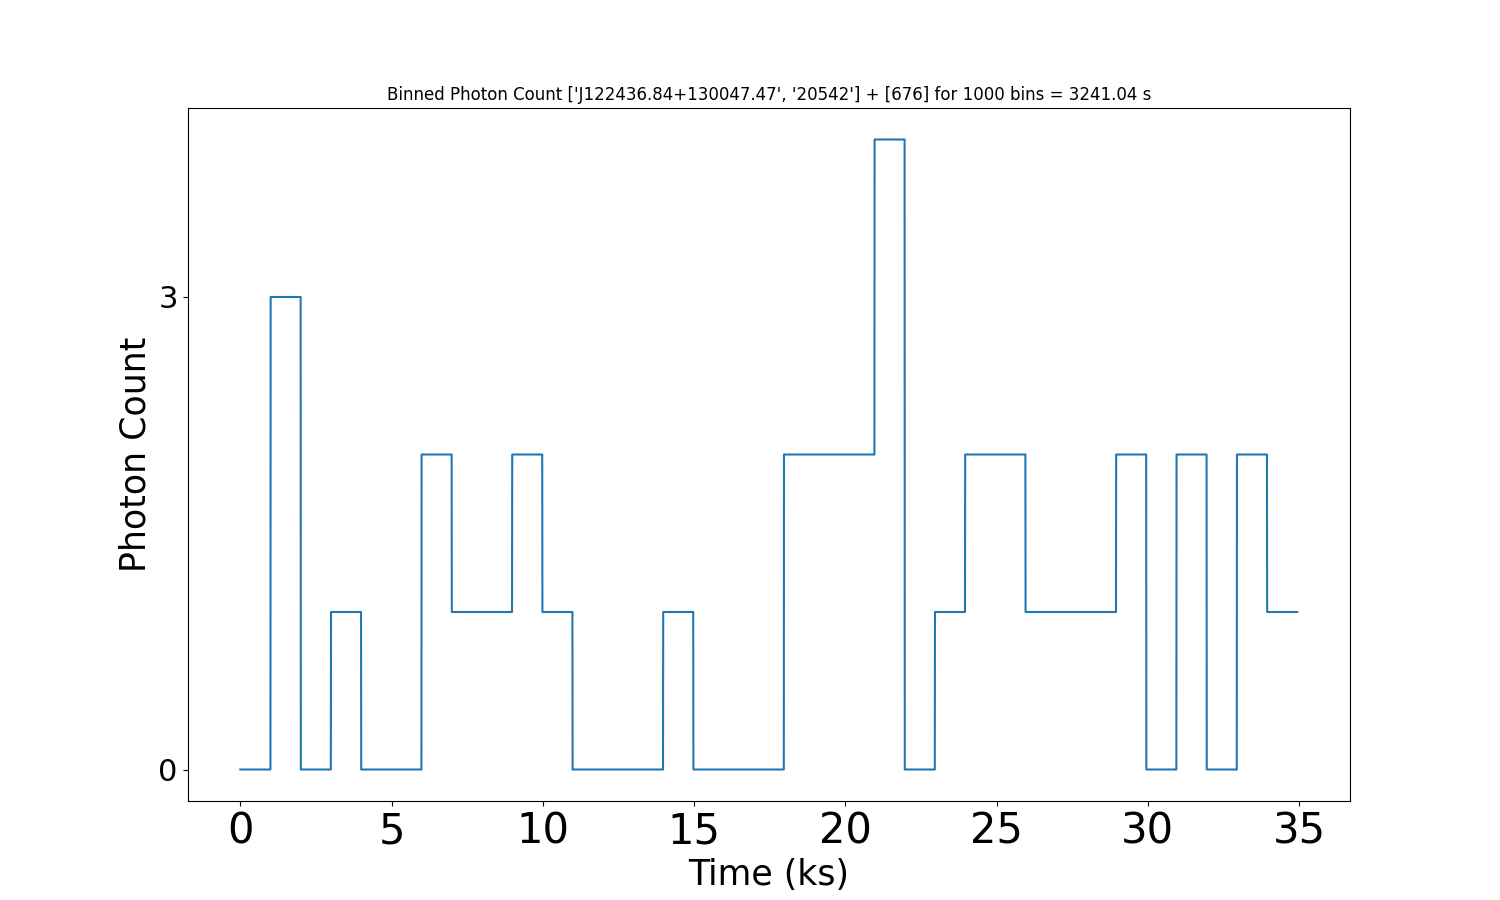 Binned Photon Count ['J122436.84+130047.47', '20542'] + [676] for 1000 bins = 3241.04 s
3
Photon Count
0
0 5 10 15 20 25 30 35
Time (ks)